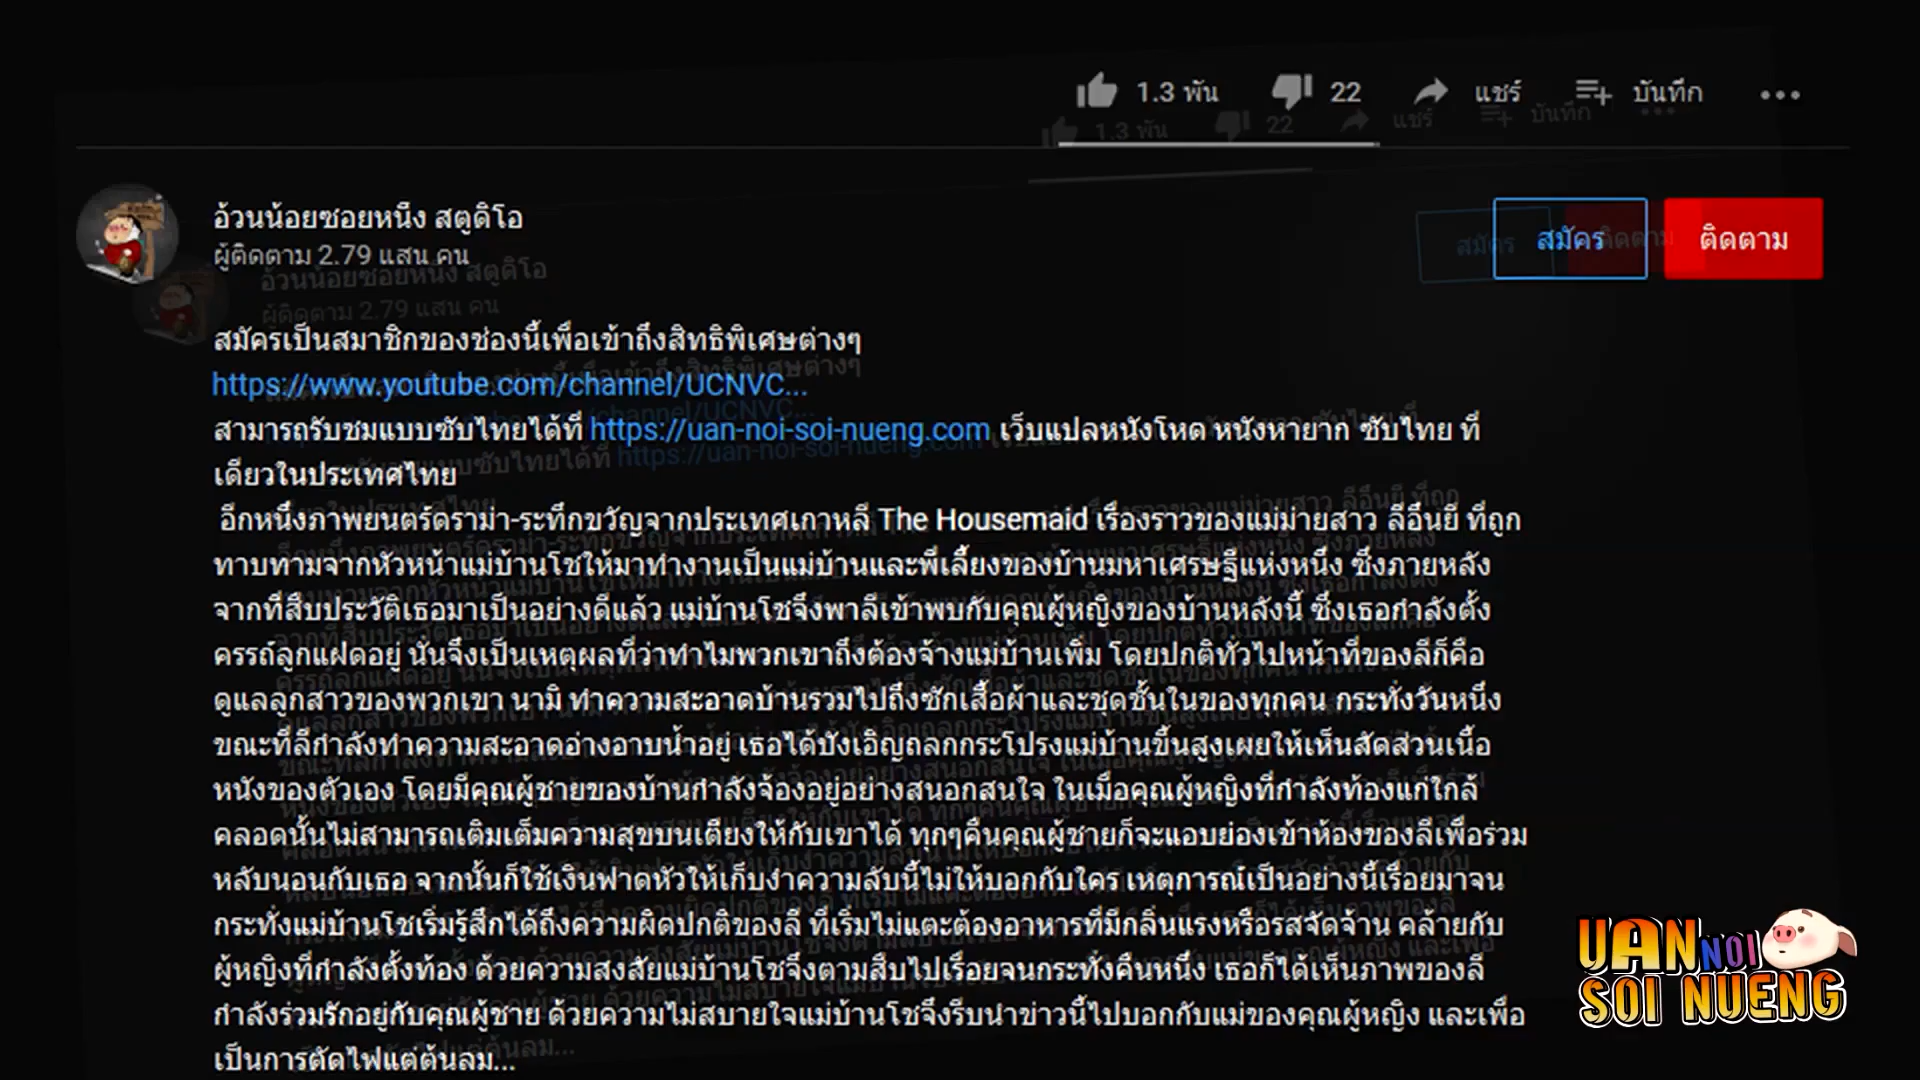 1.3 พัน 22 แชร์ บันทึก
อ้วนน้อยซอยหนึ่ง สตูดิโอ
ผู้ติดตาม 2.79 แสน คน
สมัคร ติดตาม
สมัครเป็นสมาชิกของช่องนี้เพื่อเข้าถึงสิทธิพิเศษต่างๆ
https://www.youtube.com/channel/UCNVC...
สามารถรับชมแบบซับไทยได้ที่ https://uan-noi-soi-nueng.com เว็บแปลหนังโหด หนังหายาก ซับไทย ที่
เดียวในประเทศไทย
อีกหนึ่งภาพยนตร์ดราม่า-ระทึกขวัญจากประเทศเกาหลี The Housemaid เรื่องราวของแม่ม่ายสาว ลีอึนยี ที่ถูก
ทาบทามจากหัวหน้าแม่บ้านโชให้มาทำงานเป็นแม่บ้านและพี่เลี้ยงของบ้านมหาเศรษฐีแห่งหนึ่ง ซึ่งภายหลัง
จากที่สืบประวัติเธอมาเป็นอย่างดีแล้ว แม่บ้านโชจึงพาลีเข้าพบกับคุณผู้หญิงของบ้านหลังนี้ ซึ่งเธอกำลังตั้ง
ครรถ์ลูกแฝดอยู่ นั่นจึงเป็นเหตุผลที่ว่าทำไมพวกเขาถึงต้องจ้างแม่บ้านเพิ่ม โดยปกติทั่วไปหน้าที่ของลีก็คือ
ดูแลลูกสาวของพวกเขา นามิ ทำความสะอาดบ้านรวมไปถึงซักเสื้อผ้าและชุดชั้นในของทุกคน กระทั่งวันหนึ่ง
ขณะที่ลีกำลังทำความสะอาดอ่างอาบน้ำอยู่ เธอได้บังเอิญถลกกระโปรงแม่บ้านขึ้นสูงเผยให้เห็นสัดส่วนเนื้อ
หนังของตัวเอง โดยมีคุณผู้ชายของบ้านกำลังจ้องอยู่อย่างสนอกสนใจ ในเมื่อคุณผู้หญิงที่กำลังท้องแก่ใกล้
คลอดนั้นไม่สามารถเติมเต็มความสุขบนเตียงให้กับเขาได้ ทุกๆคืนคุณผู้ชายก็จะแอบย่องเข้าห้องของลีเพื่อร่วม
หลับนอนกับเธอ จากนั้นก็ใช้เงินฟาดหัวให้เก็บงำความลับนี้ไม่ให้บอกกับใคร เหตุการณ์เป็นอย่างนี้เรื่อยมาจน
กระทั่งแม่บ้านโชเริ่มรู้สึกได้ถึงความผิดปกติของลี ที่เริ่มไม่แตะต้องอาหารที่มีกลิ่นแรงหรือรสจัดจ้าน คล้ายกับ
ผู้หญิงที่กำลังตั้งท้อง ด้วยความสงสัยแม่บ้านโชจึงตามสืบไปเรื่อยจนกระทั่งคืนหนึ่ง เธอก็ได้เห็นภาพของลี
กำลังร่วมรักอยู่กับคุณผู้ชาย ด้วยความไม่สบายใจแม่บ้านโชจึงรีบนำข่าวนี้ไปบอกกับแม่ของคุณผู้หญิง และเพื่อ
เป็นการตัดไฟแต่ต้นลม...
UAN NOI
SOI NUENG